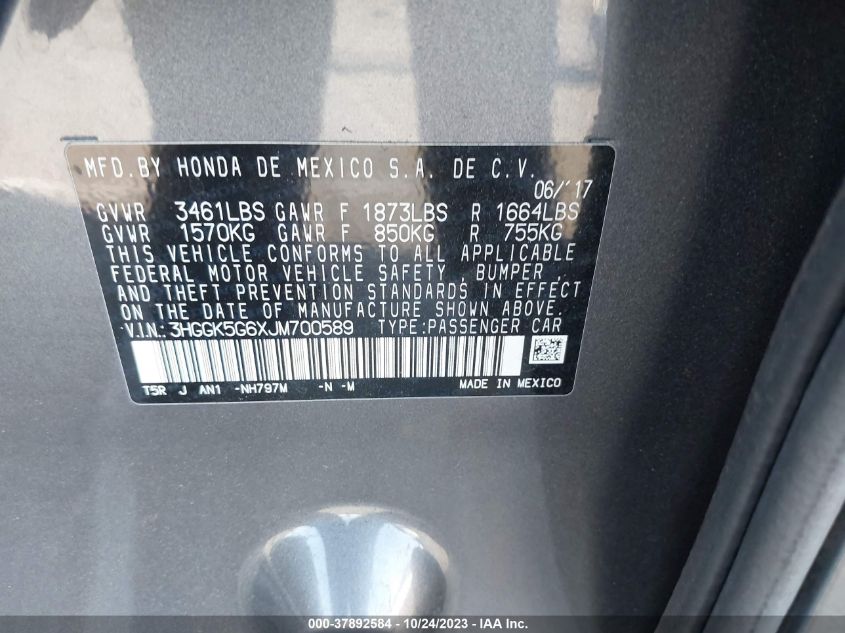 MFD.BY HONDA DE MEXICO S.A. DE C.V.
06/'17
GVWR 3461LBS GAWR F 1873LBS R 1664LBS
GVWR 1570KG GAWR F 850KG R 755KG
THIS VEHICLE CONFORMS TO ALL APPLICABLE
FEDERAL MOTOR VEHICLE SAFETY, BUMPER,
AND THEFT PREVENTION STANDARDS IN EFFECT
ON THE DATE OF MANUFACTURE SHOWN ABOVE.
V.I.N.:3HGGK5G6XJM700589 TYPE:PASSENGER CAR
T5R J AN1 -NH797M -N -M MADE IN MEXICO
000-37892584 - 10/24/2023 - IAA Inc.